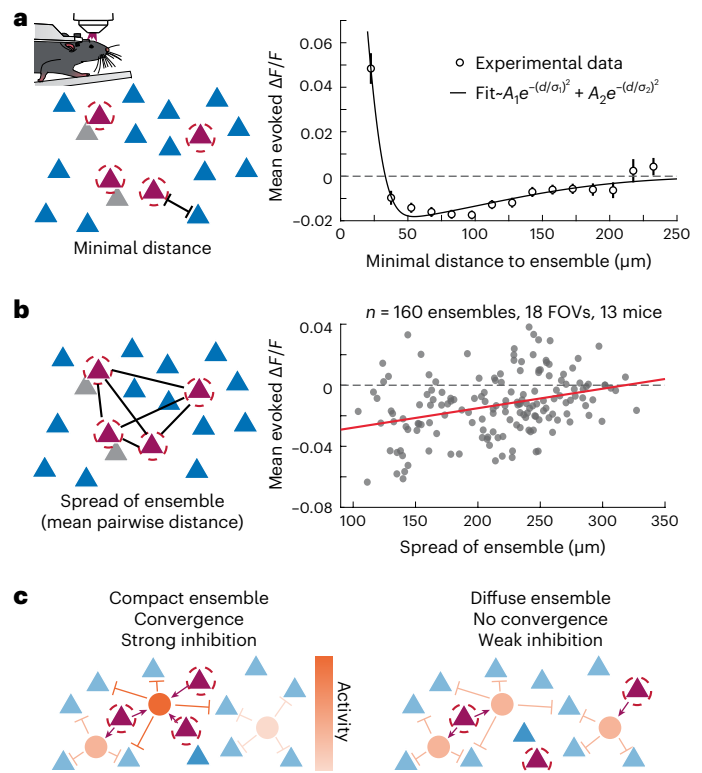 a
Mean evoked ΔF/F
0.06
0.04
0.02
0
−0.02
Experimental data
Fit~A₁e^−(d/σ₁)² + A₂e^−(d/σ₂)²
0 50 100 150 200 250
Minimal distance to ensemble (µm)
Minimal distance
b
n = 160 ensembles, 18 FOVs, 13 mice
Mean evoked ΔF/F
0.04
0
−0.04
−0.08
100 150 200 250 300 350
Spread of ensemble (µm)
Spread of ensemble
(mean pairwise distance)
c
Compact ensemble
Convergence
Strong inhibition
Activity
Diffuse ensemble
No convergence
Weak inhibition